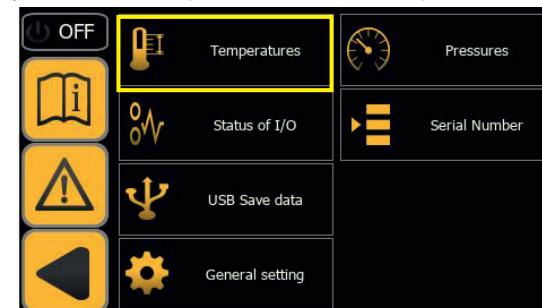 OFF
Temperatures
Pressures
i
Status of I/O
Serial Number
USB Save data
General setting